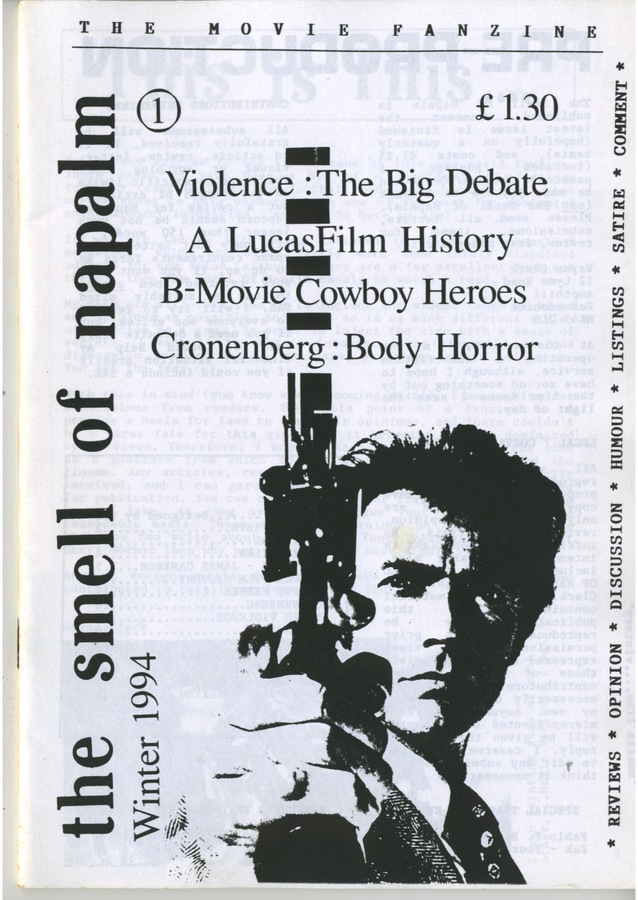 THE MOVIE FANZINE
1
£1.30
Violence : The Big Debate
A LucasFilm History
B-Movie Cowboy Heroes
Cronenberg : Body Horror
the smell of napalm
Winter 1994
* REVIEWS * OPINION * DISCUSSION * HUMOUR * LISTINGS * SATIRE * COMMENT *